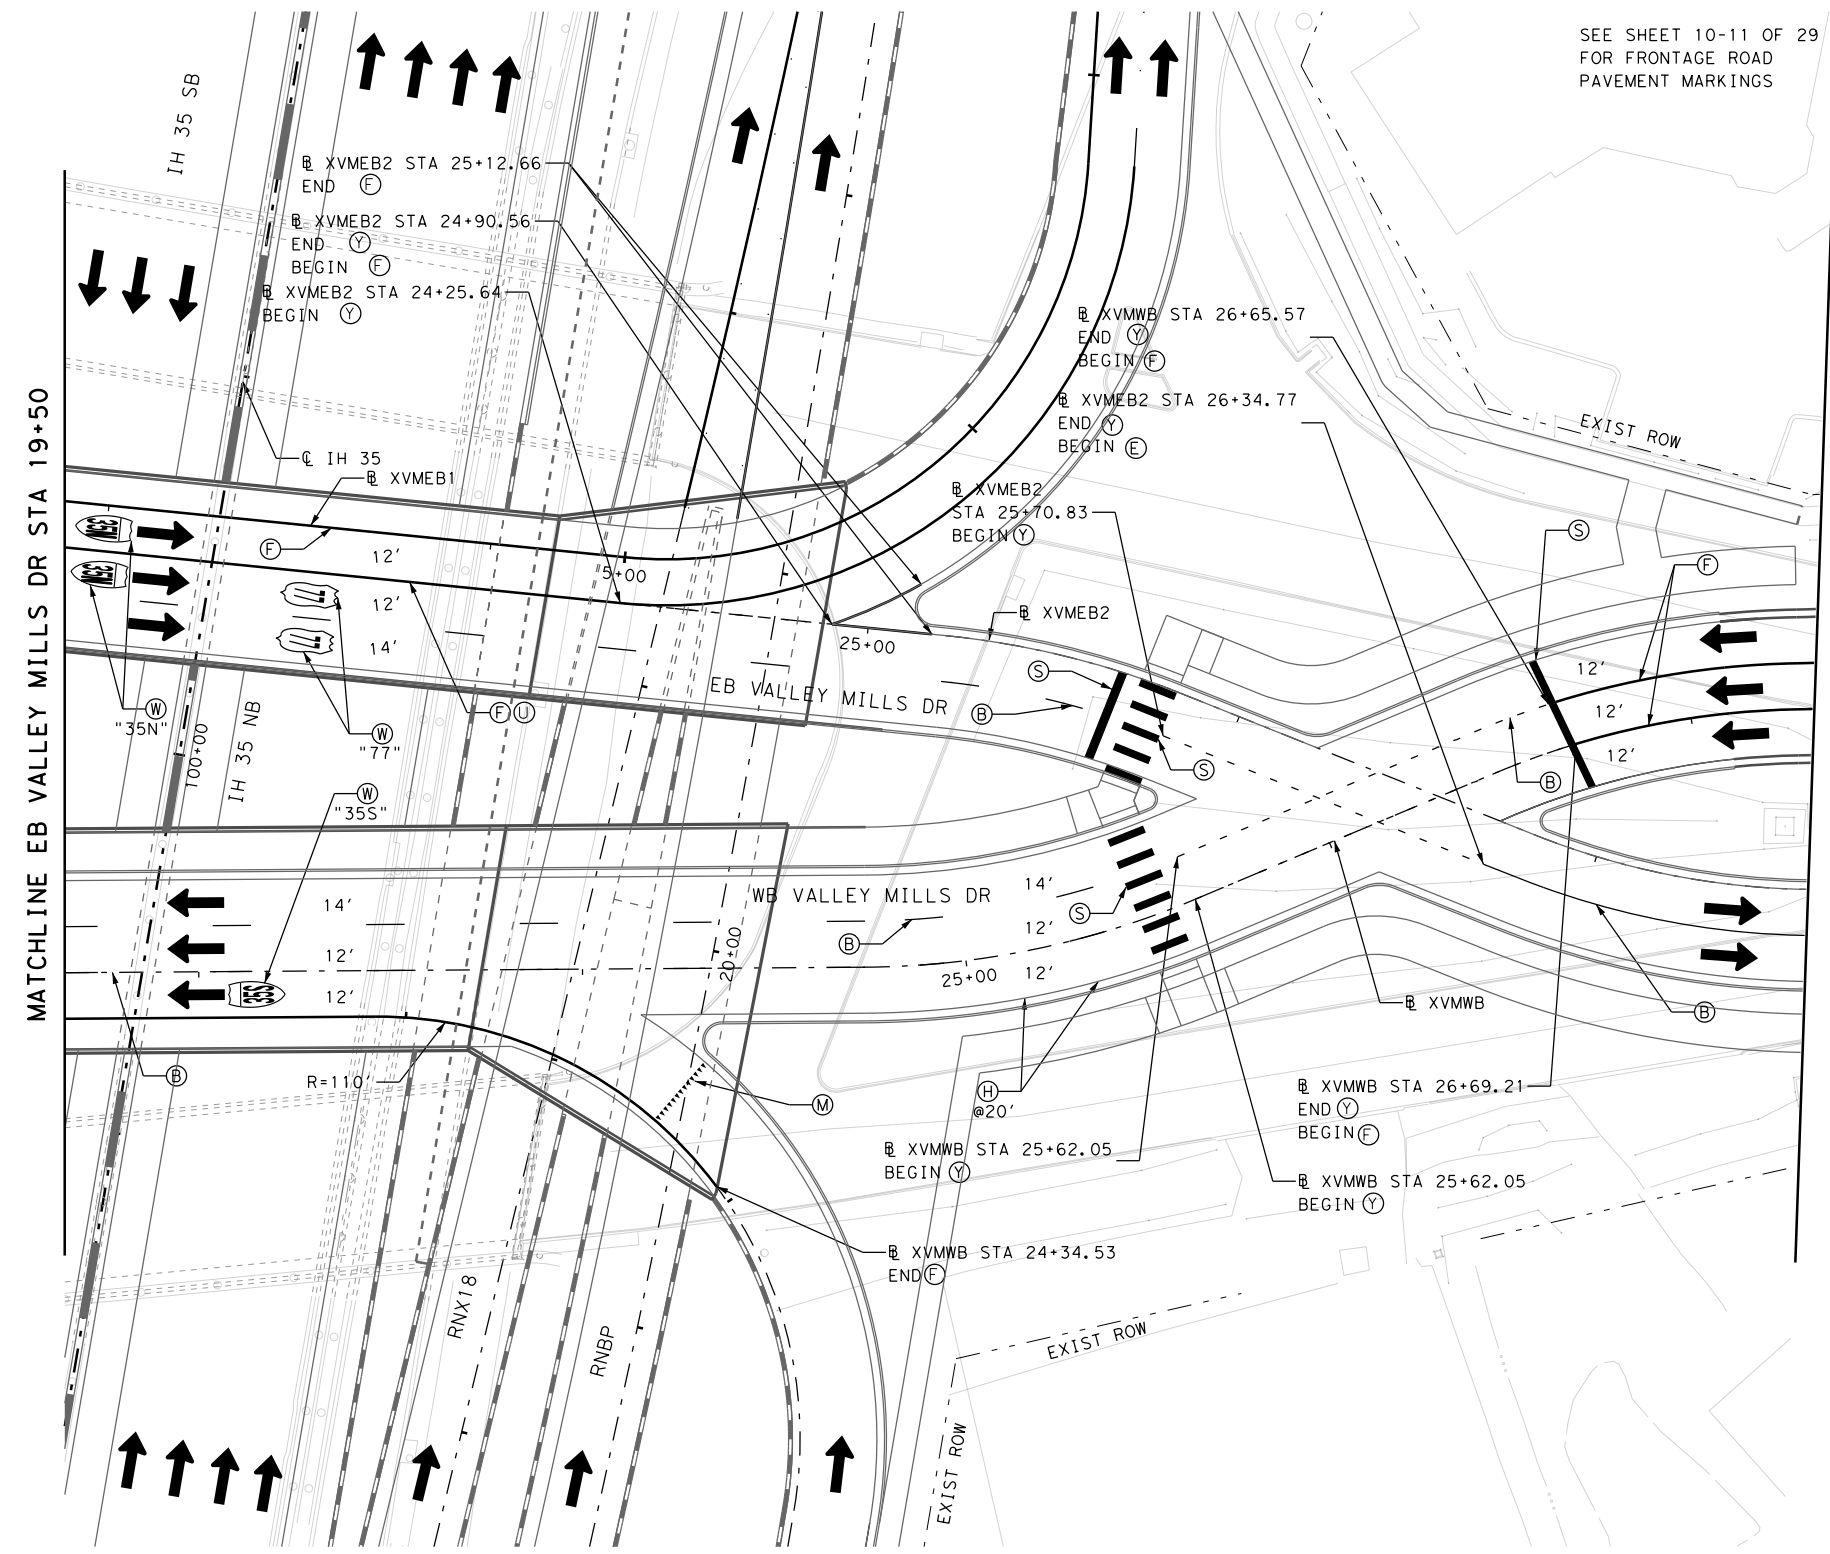 SEE SHEET 10-11 OF 29
FOR FRONTAGE ROAD
PAVEMENT MARKINGS
IH 35 SB
℄ XVMEB2 STA 25+12.66
END F
℄ XVMEB2 STA 24+90.56
END Y
BEGIN F
℄ XVMEB2 STA 24+25.64
BEGIN Y
℄ XVMWB STA 26+65.57
END Y
BEGIN F
℄ XVMEB2 STA 26+34.77
END Y
BEGIN E
EXIST ROW
MATCHLINE EB VALLEY MILLS DR STA 19+50
℄ IH 35
℄ XVMEB1
℄ XVMEB2
STA 25+70.83
BEGIN Y
S
F
F
35N
35N
12'
12'
14'
5+00
77
77
℄ XVMEB2
25+00
EB VALLEY MILLS DR
S
B
S
12'
12'
12'
B
W
"35N"
W
"77"
F U
100+00
IH 35 NB
W
"35S"
WB VALLEY MILLS DR
14'
12'
12'
35S
14'
12'
12'
S
B
20+00
25+00
B
R=110'
M
H
@20'
℄ XVMWB
B
℄ XVMWB STA 26+69.21
END Y
BEGIN F
℄ XVMWB STA 25+62.05
BEGIN Y
℄ XVMWB STA 25+62.05
BEGIN Y
℄ XVMWB STA 24+34.53
END F
RNX18
RNBP
EXIST ROW
EXIST ROW